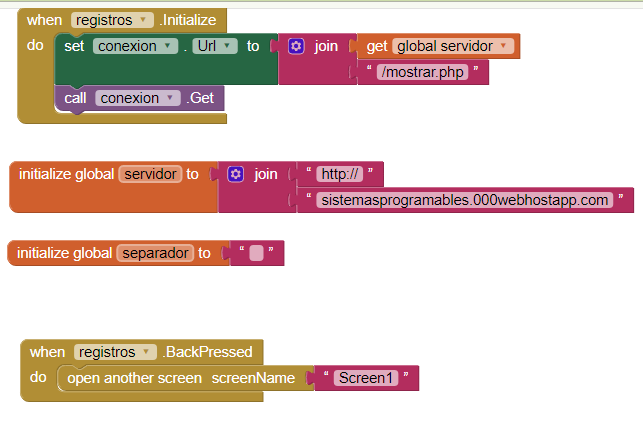 when registros .Initialize
do set conexion . Url to join get global servidor
" /mostrar.php "
call conexion .Get
initialize global servidor to join " http:// "
" sistemasprogramables.000webhostapp.com "
initialize global separador to " "
when registros .BackPressed
do open another screen screenName " Screen1 "